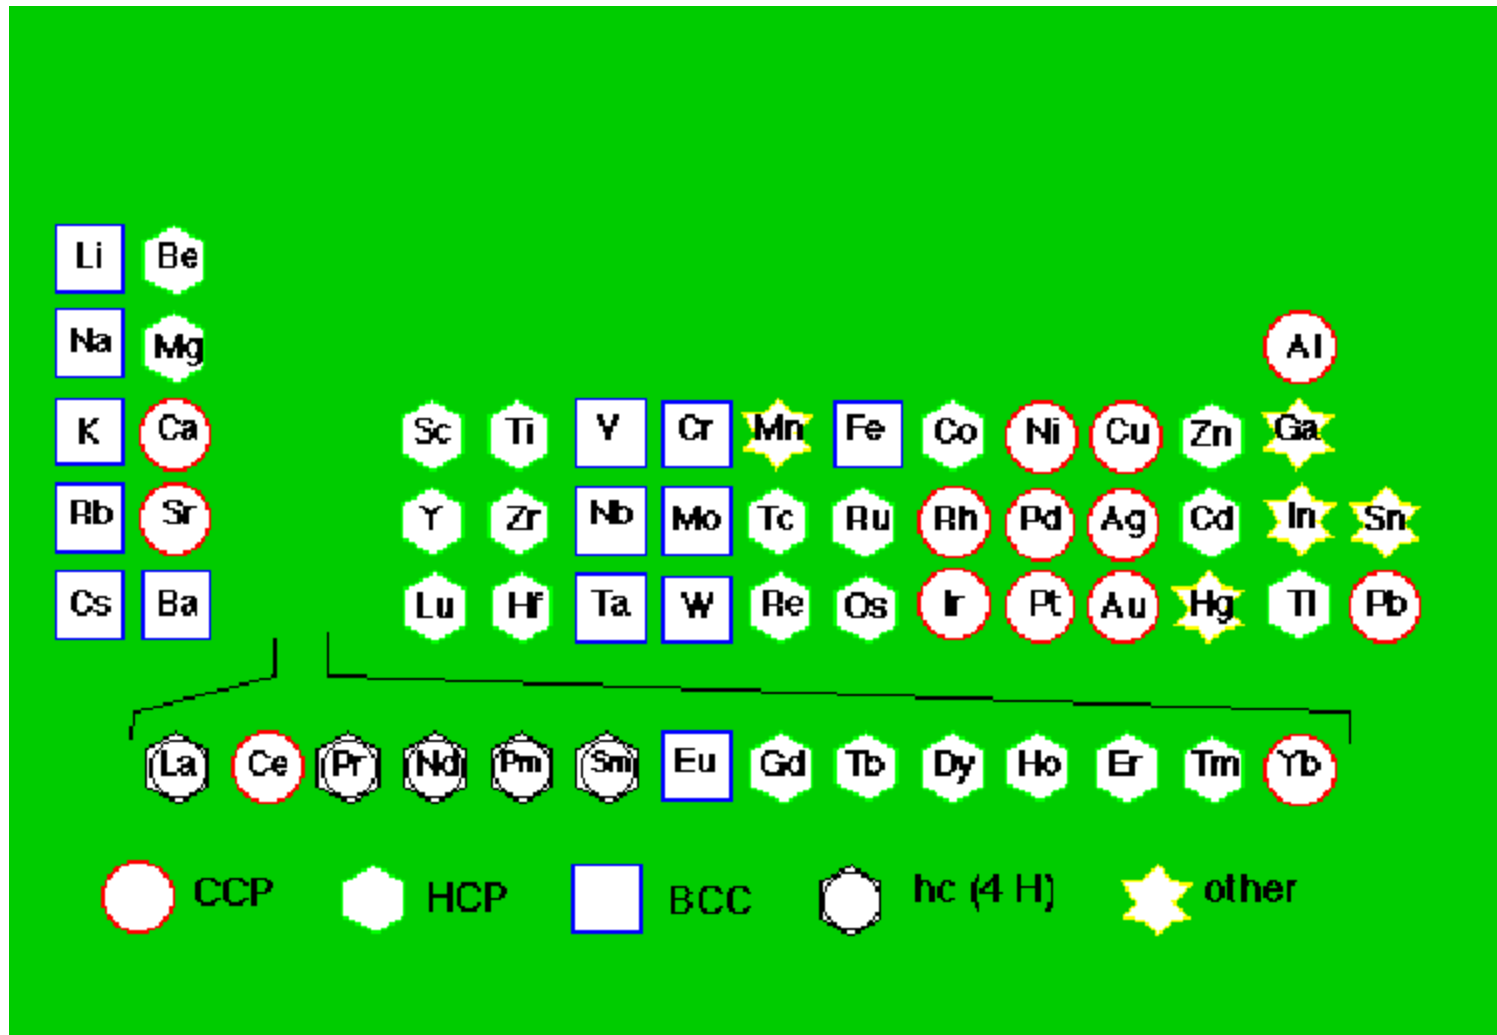 Li Be
Na Mg Al
K Ca Sc Ti V Cr Mn Fe Co Ni Cu Zn Ga
Rb Sr Y Zr Nb Mo Tc Ru Rh Pd Ag Cd In Sn
Cs Ba Lu Hf Ta W Re Os Ir Pt Au Hg Tl Pb
La Ce Pr Nd Pm Sm Eu Gd Tb Dy Ho Er Tm Yb
CCP HCP BCC hc (4 H) other